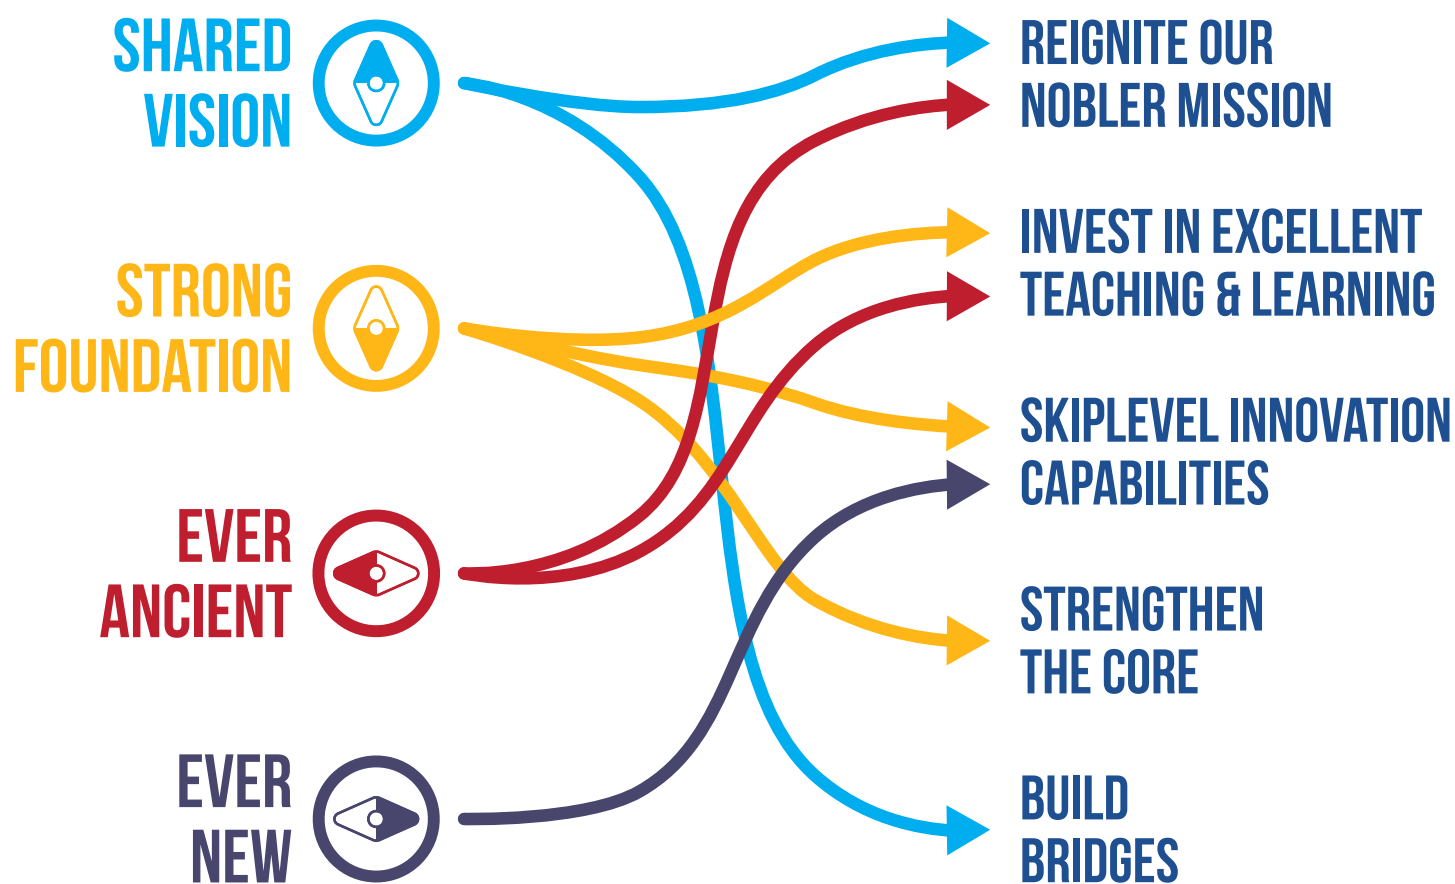 SHARED
VISION
STRONG
FOUNDATION
EVER
ANCIENT
EVER
NEW
REIGNITE OUR
NOBLER MISSION
INVEST IN EXCELLENT
TEACHING & LEARNING
SKIPLEVEL INNOVATION
CAPABILITIES
STRENGTHEN
THE CORE
BUILD
BRIDGES